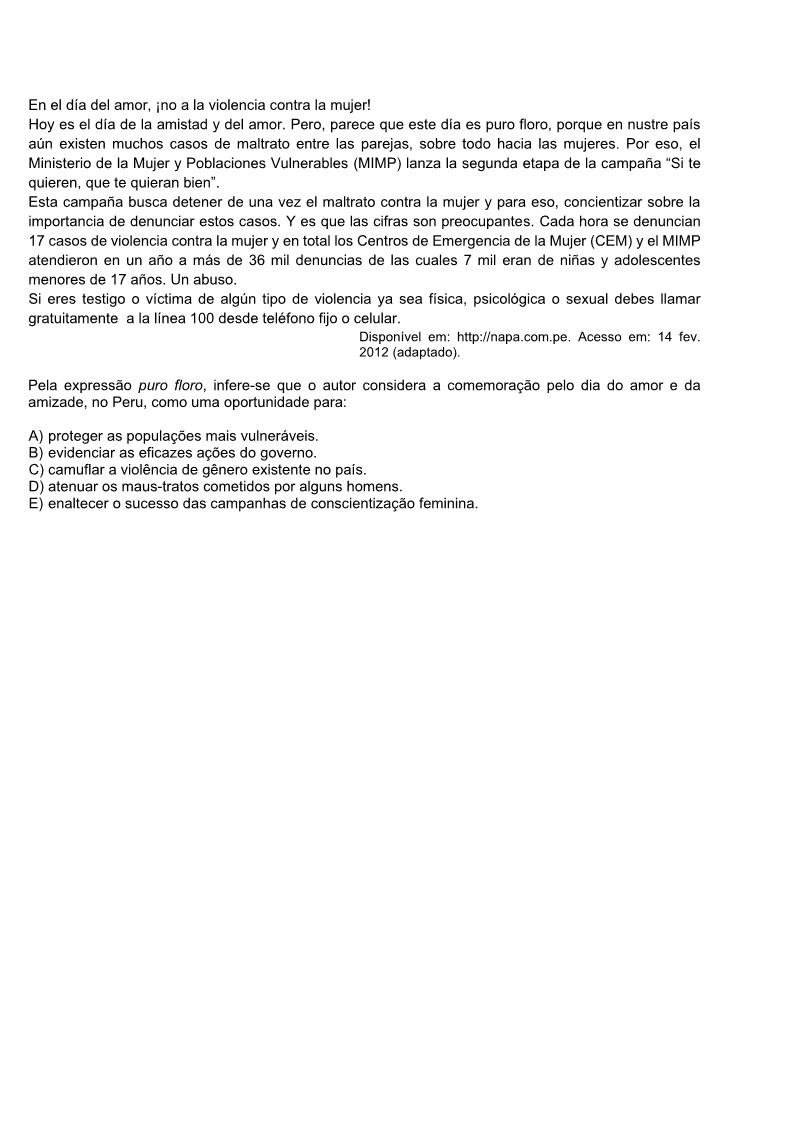 En el día del amor, ¡no a la violencia contra la mujer!
Hoy es el día de la amistad y del amor. Pero, parece que este día es puro floro, porque en nustre país
aún existen muchos casos de maltrato entre las parejas, sobre todo hacia las mujeres. Por eso, el
Ministerio de la Mujer y Poblaciones Vulnerables (MIMP) lanza la segunda etapa de la campaña “Si te
quieren, que te quieran bien”.
Esta campaña busca detener de una vez el maltrato contra la mujer y para eso, concientizar sobre la
importancia de denunciar estos casos. Y es que las cifras son preocupantes. Cada hora se denuncian
17 casos de violencia contra la mujer y en total los Centros de Emergencia de la Mujer (CEM) y el MIMP
atendieron en un año a más de 36 mil denuncias de las cuales 7 mil eran de niñas y adolescentes
menores de 17 años. Un abuso.
Si eres testigo o víctima de algún tipo de violencia ya sea física, psicológica o sexual debes llamar
gratuitamente a la línea 100 desde teléfono fijo o celular.
Disponível em: http://napa.com.pe. Acesso em: 14 fev.
2012 (adaptado).
Pela expressão puro floro, infere-se que o autor considera a comemoração pelo dia do amor e da
amizade, no Peru, como uma oportunidade para:
A) proteger as populações mais vulneráveis.
B) evidenciar as eficazes ações do governo.
C) camuflar a violência de gênero existente no país.
D) atenuar os maus-tratos cometidos por alguns homens.
E) enaltecer o sucesso das campanhas de conscientização feminina.